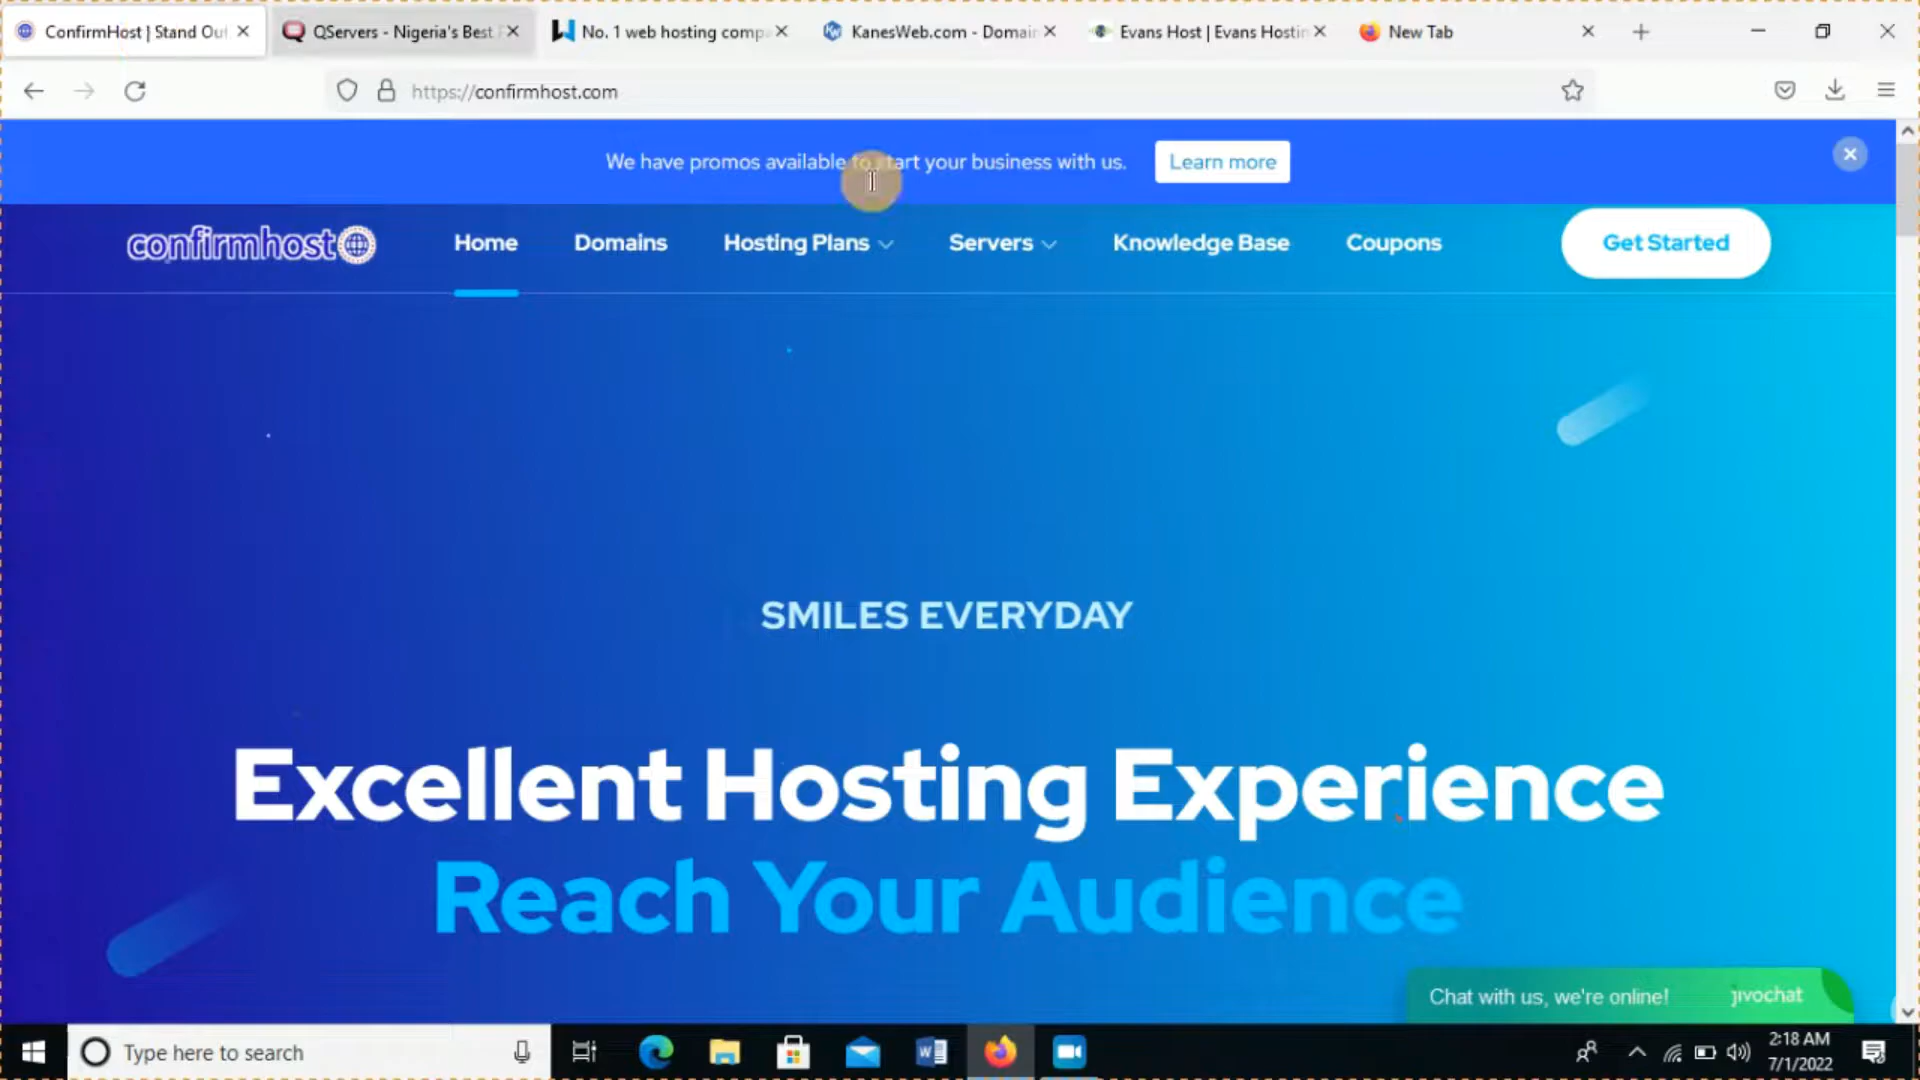 ConfirmHost | Stand Out
QServers - Nigeria's Best
No. 1 web hosting comp
KanesWeb.com - Domain
Evans Host | Evans Hostin
New Tab
https://confirmhost.com
We have promos available to start your business with us.
Learn more
confirmhost
Home
Domains
Hosting Plans
Servers
Knowledge Base
Coupons
Get Started
SMILES EVERYDAY
Excellent Hosting Experience
Reach Your Audience
Chat with us, we're online!
jivochat
Type here to search
2:18 AM
7/1/2022